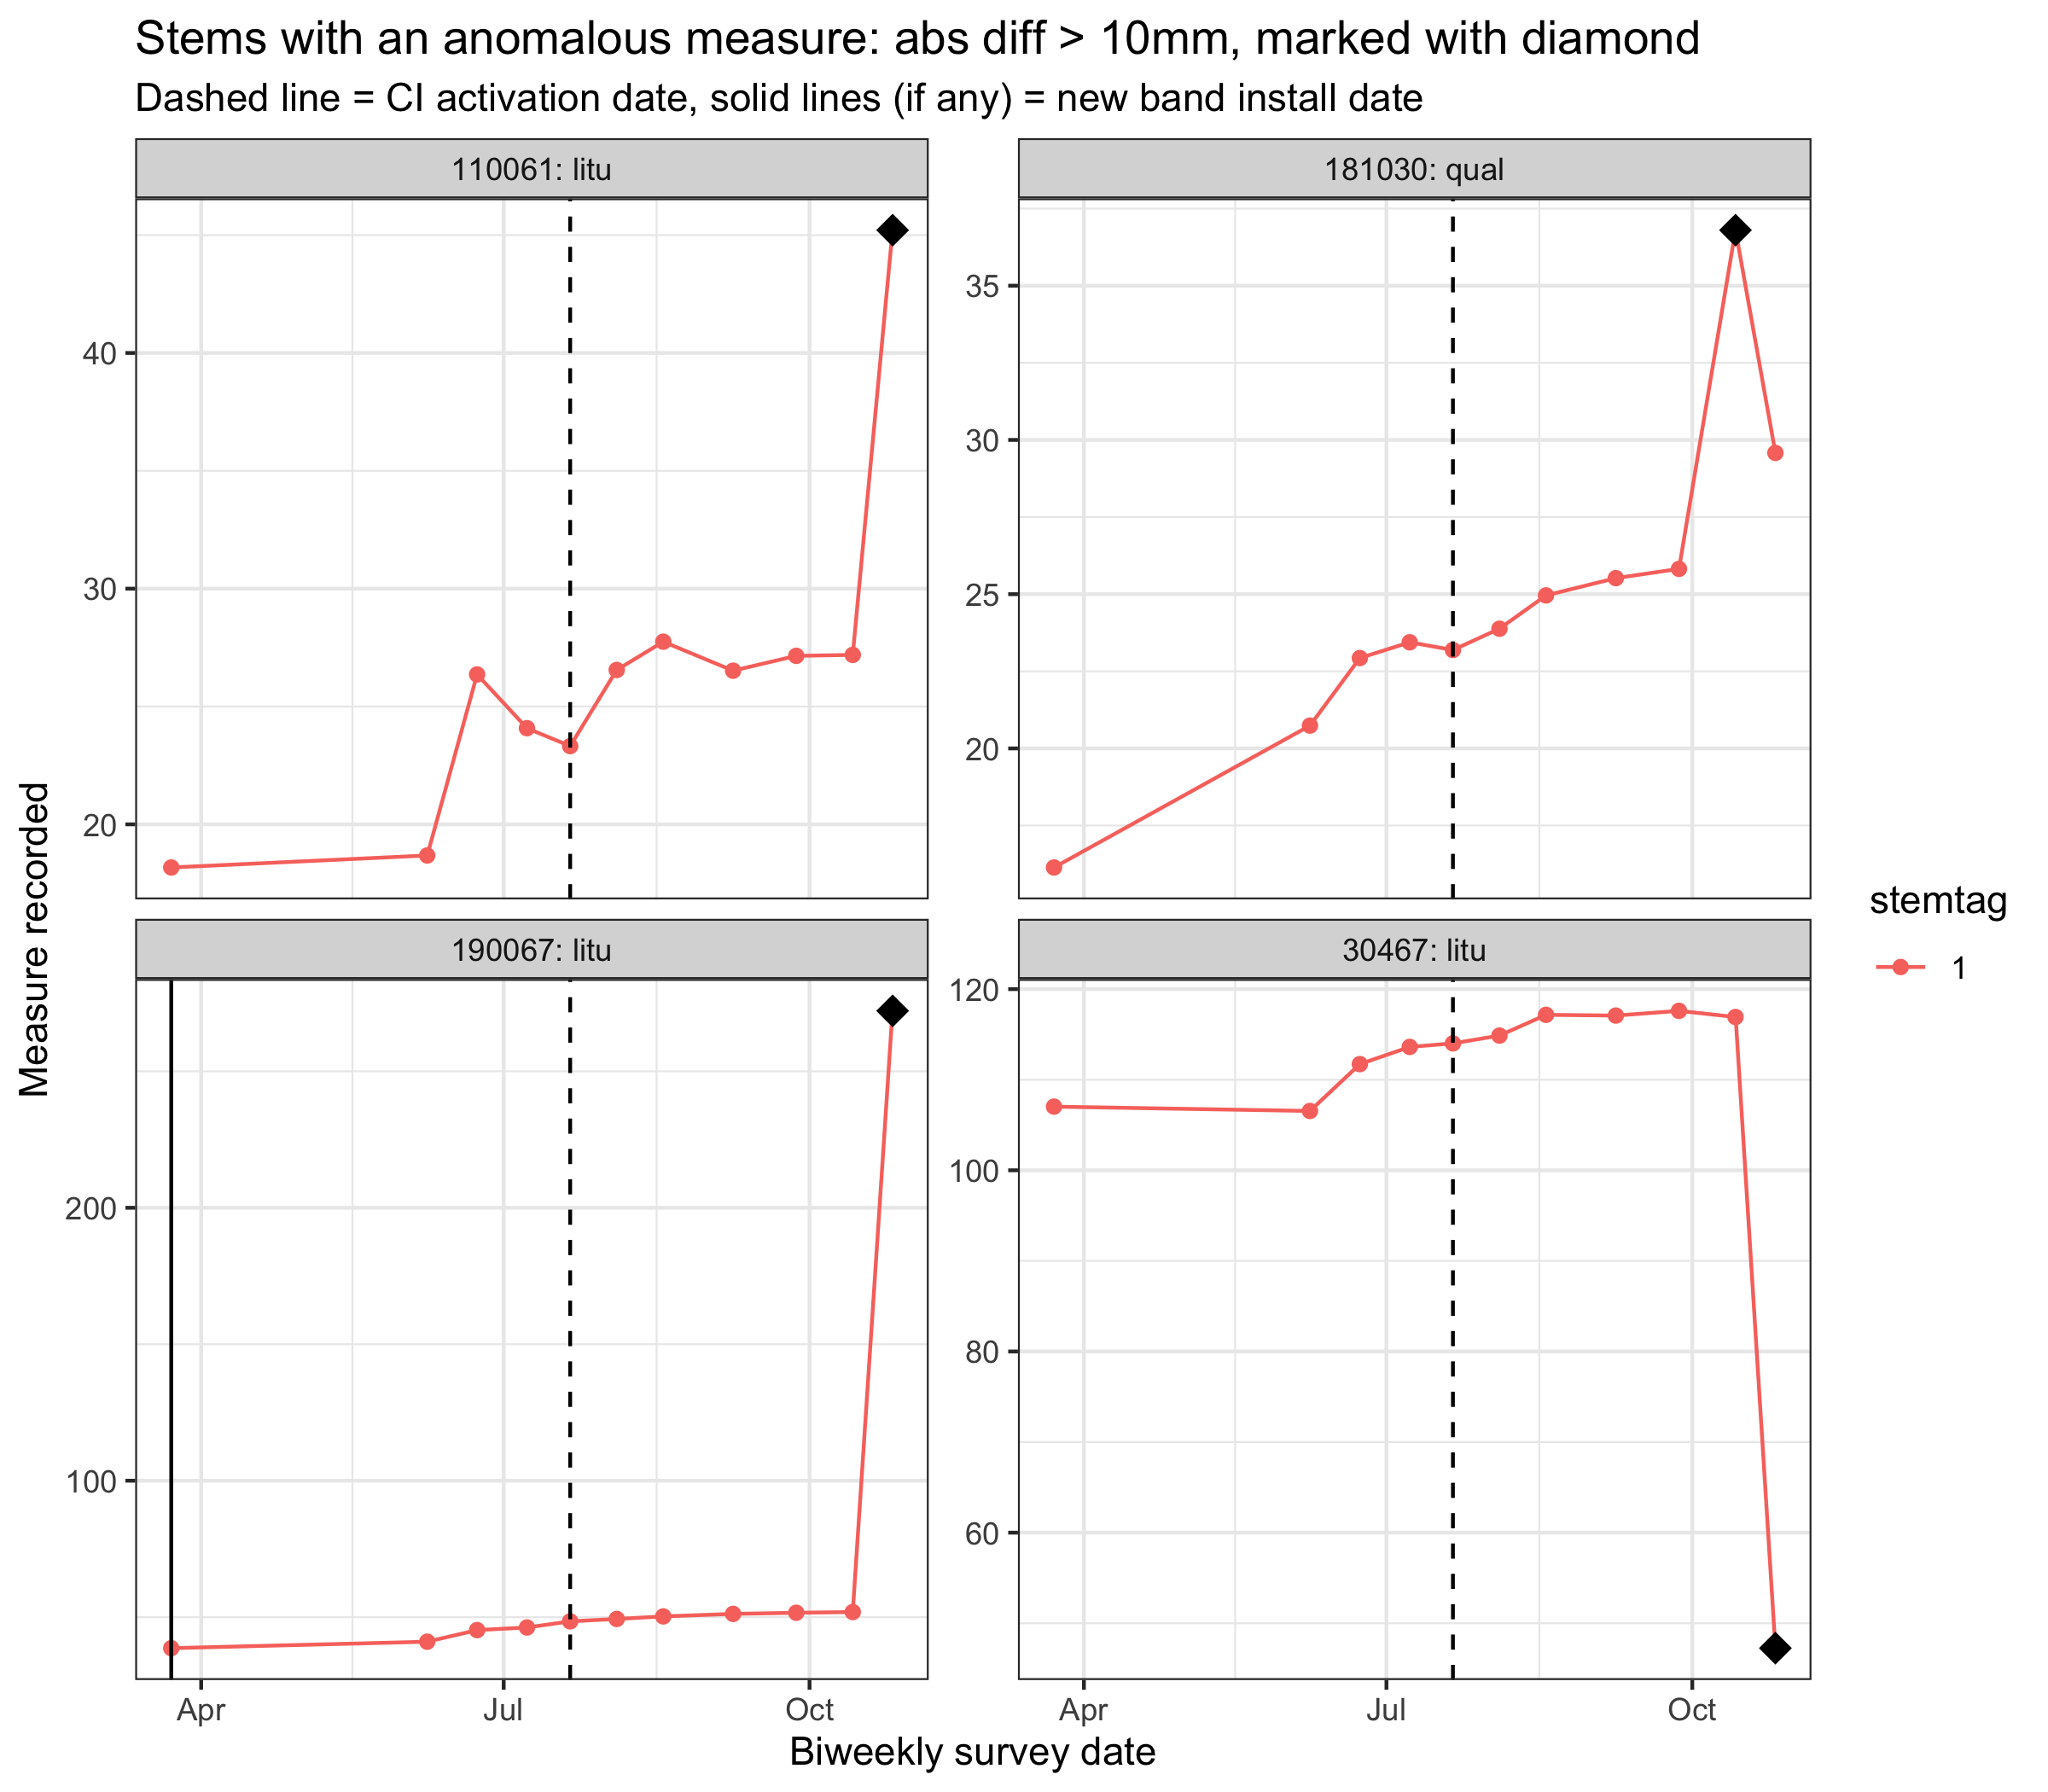 Stems with an anomalous measure: abs diff > 10mm, marked with diamond
Dashed line = CI activation date, solid lines (if any) = new band install date
110061: litu
181030: qual
40
30
20
35
30
25
20
190067: litu
30467: litu
200
100
120
100
80
60
Apr
Jul
Oct
Apr
Jul
Oct
Measure recorded
Biweekly survey date
stemtag
1